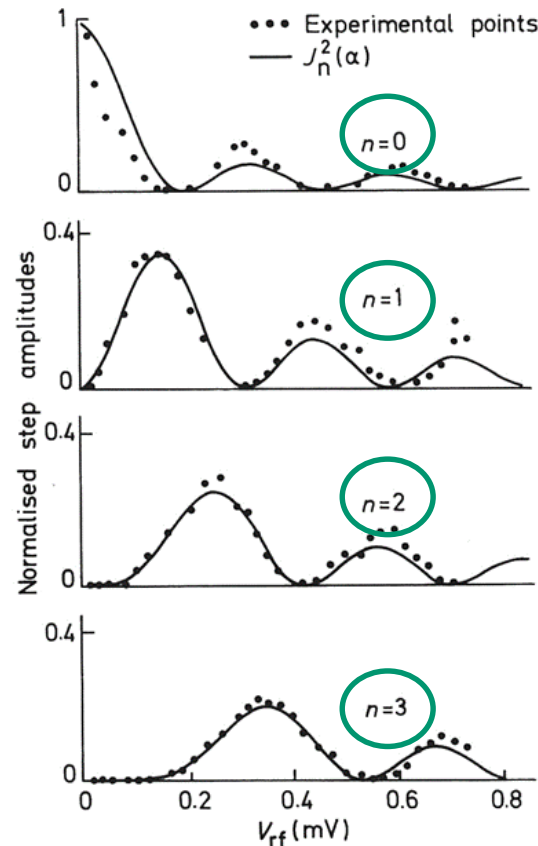 1
••• Experimental points
— J_n^2(α)
n=0
0
0.4
n=1
0
0.4
n=2
0
0.4
n=3
0
0 0.2 0.4 0.6 0.8
V_rf (mV)
Normalised step amplitudes